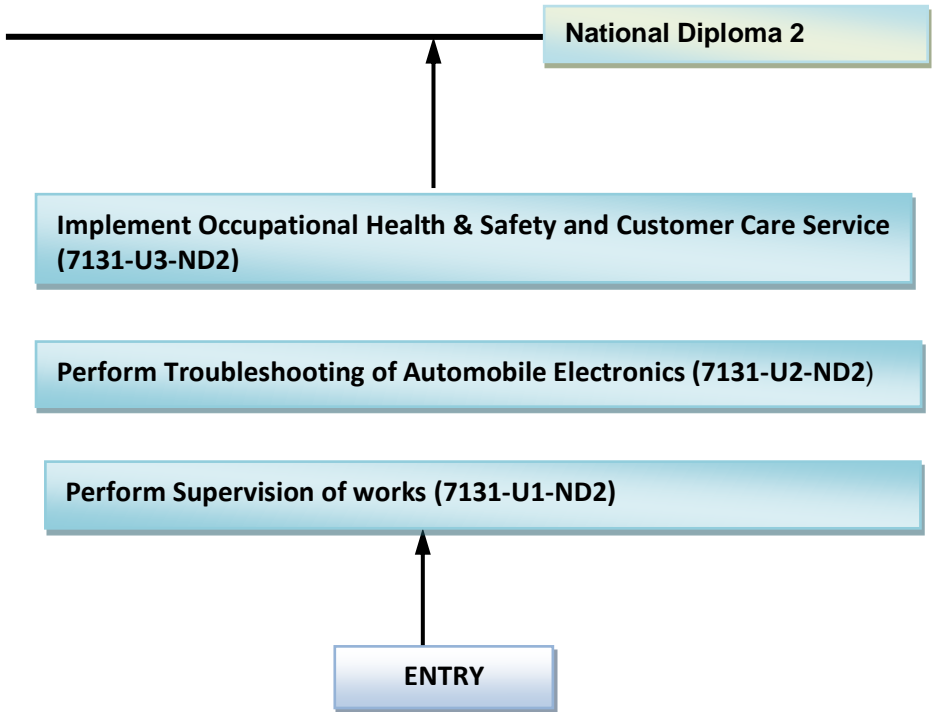 National Diploma 2
Implement Occupational Health & Safety and Customer Care Service
(7131-U3-ND2)
Perform Troubleshooting of Automobile Electronics (7131-U2-ND2)
Perform Supervision of works (7131-U1-ND2)
ENTRY